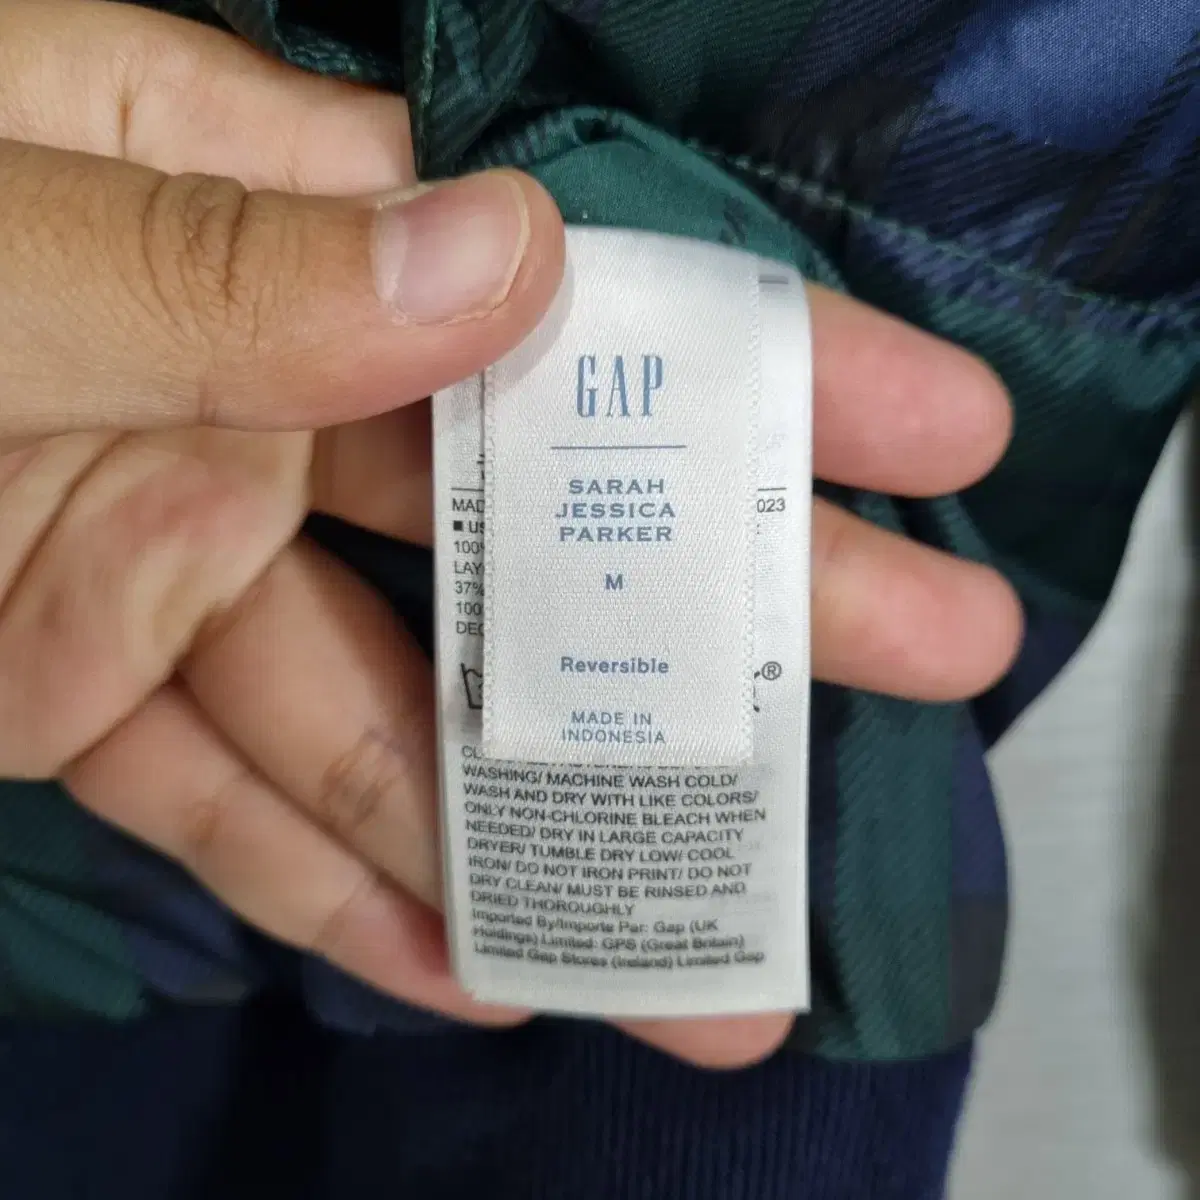 GAP
SARAH
JESSICA
PARKER
M
Reversible
MADE IN
INDONESIA
023
®
WASHING/ MACHINE WASH COLD/
WASH AND DRY WITH LIKE COLORS/
ONLY NON-CHLORINE BLEACH WHEN
NEEDED/ DRY IN LARGE CAPACITY
DRYER/ TUMBLE DRY LOW/ COOL
IRON/ DO NOT IRON PRINT/ DO NOT
DRY CLEAN/ MUST BE RINSED AND
DRIED THOROUGHLY
Imported By/Importe Par: Gap (UK
Holdings) Limited: GPS (Great Britain)
Limited Gap Stores (Ireland) Limited Gap